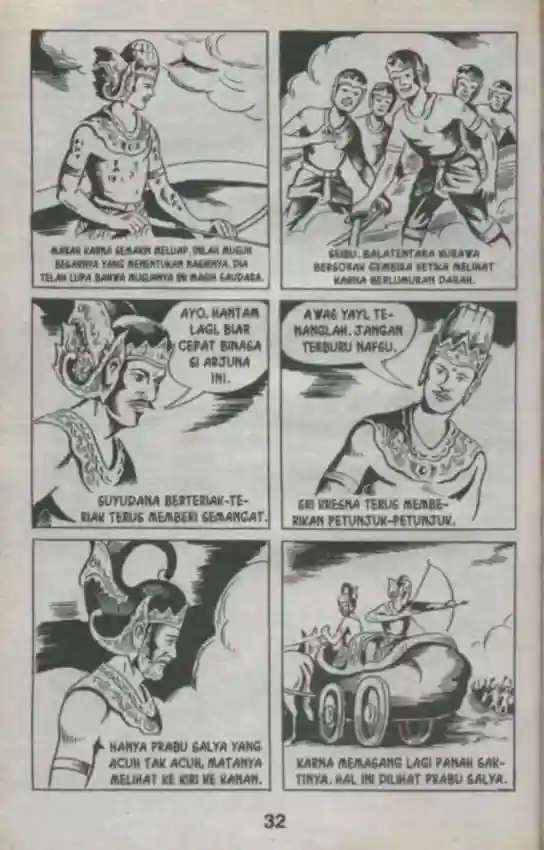 MARAH KARNA SEMAKIN MELUAP. INILAH MUSUH
BESARNYA YANG MENENTUKAN NASIBNYA. DIA
TELAH LUPA BAHWA MUSUHNYA INI MASIH SAUDARA.
SERIBU BALATENTARA KURAWA
BERSORAK GEMBIRA KETIKA MELIHAT
KARNA BERLUMURAN DARAH.
AYO, HANTAM
LAGI, BIAR
CEPAT BINASA
SI ARJUNA
INI.
SUYUDANA BERTERIAK-TE-
RIAK TERUS MEMBERI SEMANGAT.
AWAS YAYI, TE-
NANGLAH. JANGAN
TERBURU NAFSU.
SRI KRESNA TERUS MEMBE-
RIKAN PETUNJUK-PETUNJUK.
HANYA PRABU SALYA YANG
ACUH TAK ACUH, MATANYA
MELIHAT KE KIRI KE KANAN.
KARNA MEMASANG LAGI PANAH SAK-
TINYA. HAL INI DILIHAT PRABU SALYA.
32